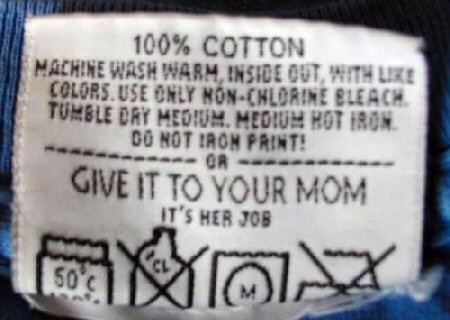 100% COTTON
MACHINE WASH WARM, INSIDE OUT, WITH LIKE
COLORS. USE ONLY NON-CHLORINE BLEACH.
TUMBLE DRY MEDIUM. MEDIUM HOT IRON.
DO NOT IRON PRINT!
OR
GIVE IT TO YOUR MOM
IT'S HER JOB
CL
M